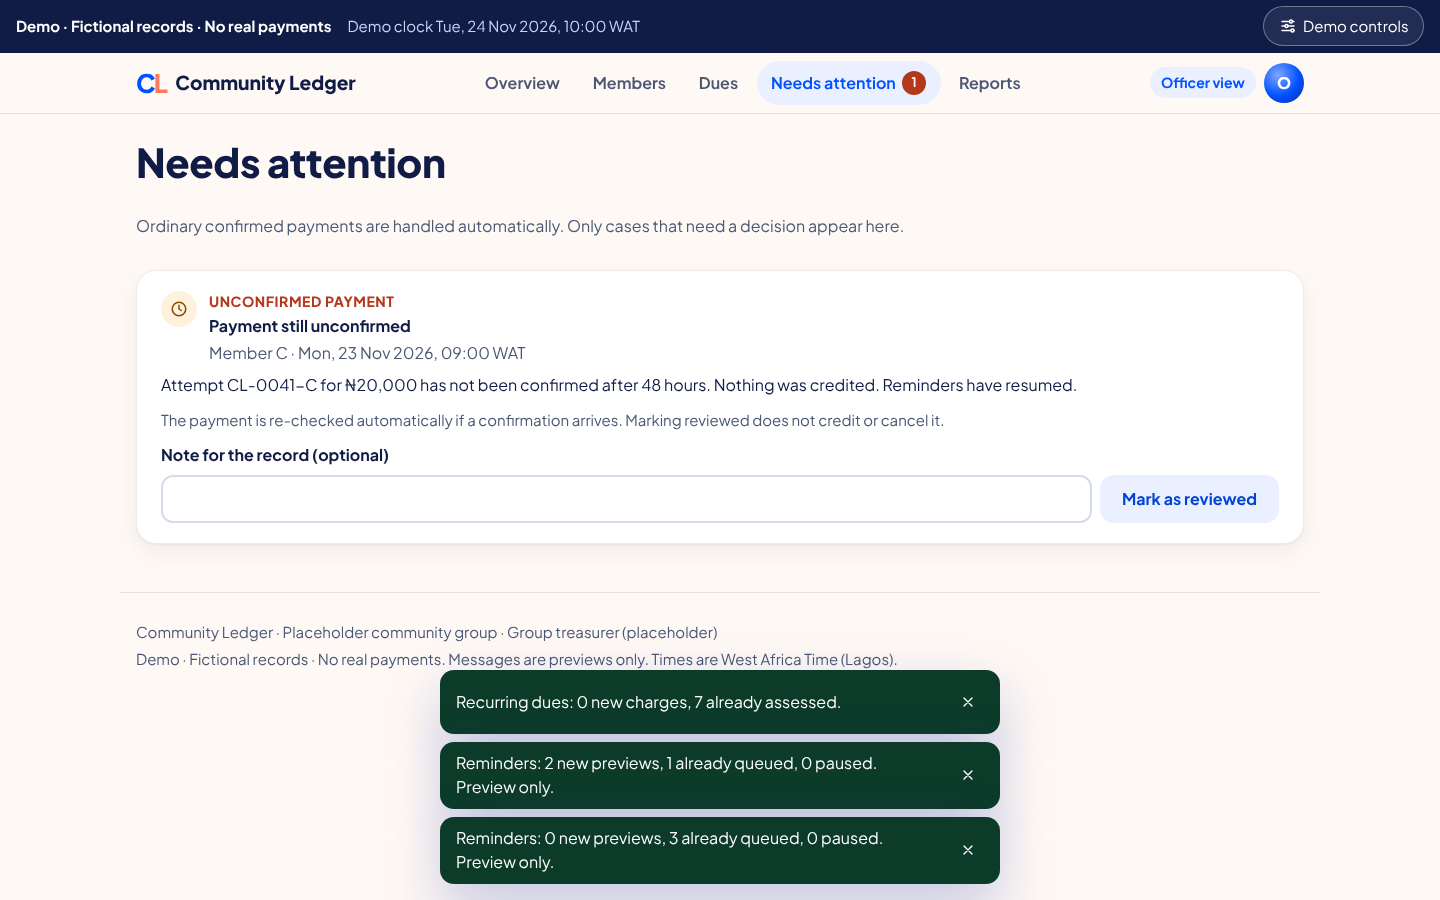 Demo · Fictional records · No real payments Demo clock Tue, 24 Nov 2026, 10:00 WAT Demo controls
CL Community Ledger Overview Members Dues Needs attention 1 Reports Officer view O
Needs attention
Ordinary confirmed payments are handled automatically. Only cases that need a decision appear here.
UNCONFIRMED PAYMENT
Payment still unconfirmed
Member C · Mon, 23 Nov 2026, 09:00 WAT
Attempt CL-0041-C for ₦20,000 has not been confirmed after 48 hours. Nothing was credited. Reminders have resumed.
The payment is re-checked automatically if a confirmation arrives. Marking reviewed does not credit or cancel it.
Note for the record (optional)
Mark as reviewed
Community Ledger · Placeholder community group · Group treasurer (placeholder)
Demo · Fictional records · No real payments. Messages are previews only. Times are West Africa Time (Lagos).
Recurring dues: 0 new charges, 7 already assessed.
Reminders: 2 new previews, 1 already queued, 0 paused.
Preview only.
Reminders: 0 new previews, 3 already queued, 0 paused.
Preview only.